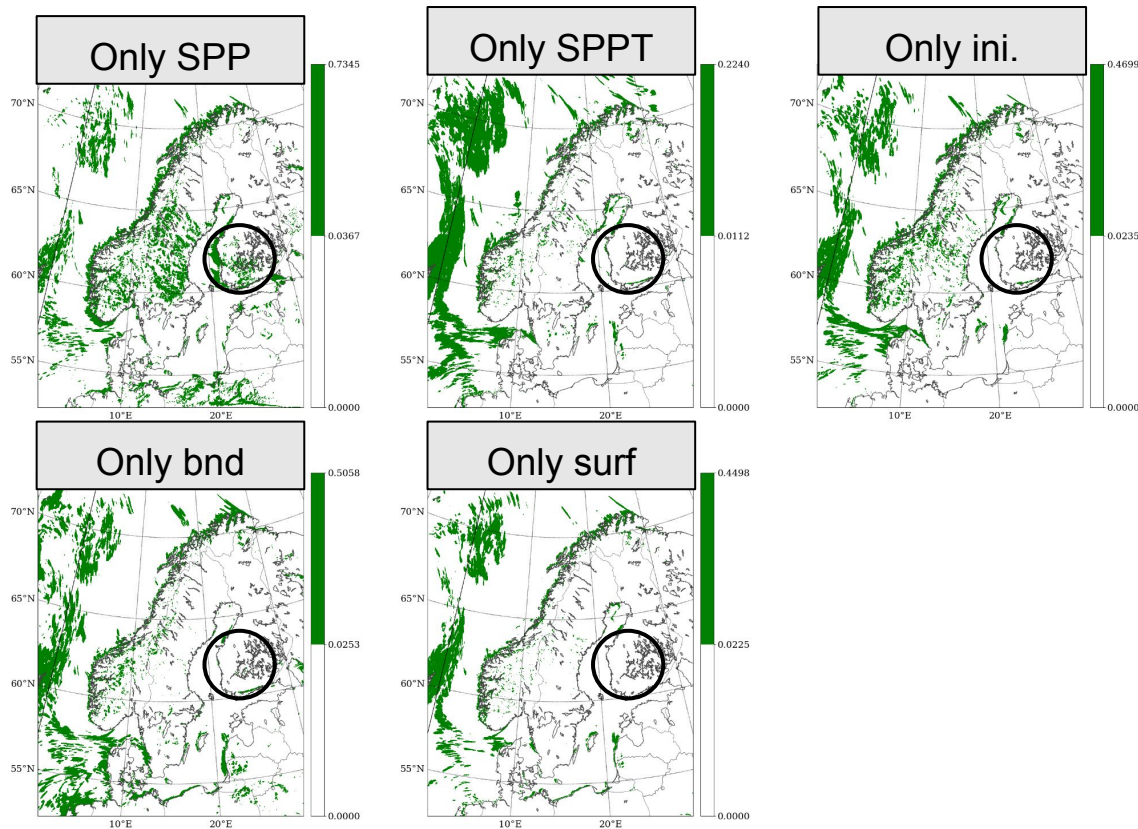 Only SPP
Only SPPT
Only ini.
0.7345
0.2240
0.4699
70°N
70°N
70°N
65°N
65°N
65°N
0.0367
0.0112
0.0235
60°N
60°N
60°N
55°N
55°N
55°N
0.0000
0.0000
0.0000
10°E
20°E
10°E
20°E
10°E
20°E
Only bnd
Only surf
0.5058
0.4498
70°N
70°N
65°N
65°N
0.0253
0.0225
60°N
60°N
55°N
55°N
0.0000
0.0000
10°E
20°E
10°E
20°E